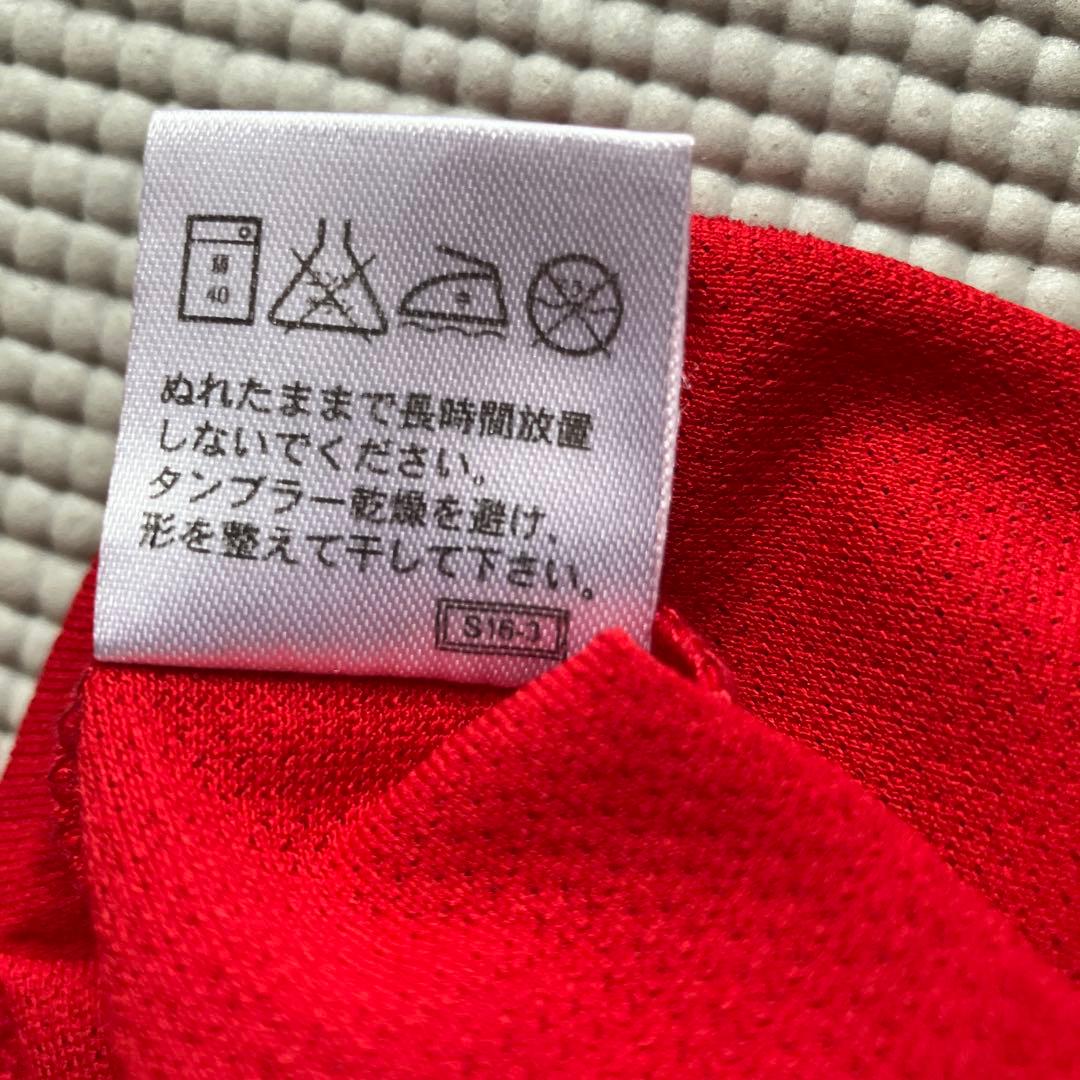 40
ぬれたままで長時間放置
しないでください。
タンブラー乾燥を避け、
形を整えて干して下さい。
S16-3